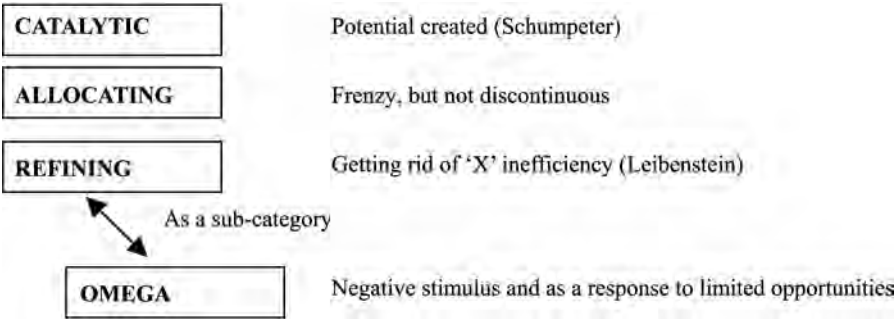 CATALYTIC Potential created (Schumpeter)
ALLOCATING Frenzy, but not discontinuous
REFINING Getting rid of ‘X’ inefficiency (Leibenstein)
As a sub-category
OMEGA Negative stimulus and as a response to limited opportunities